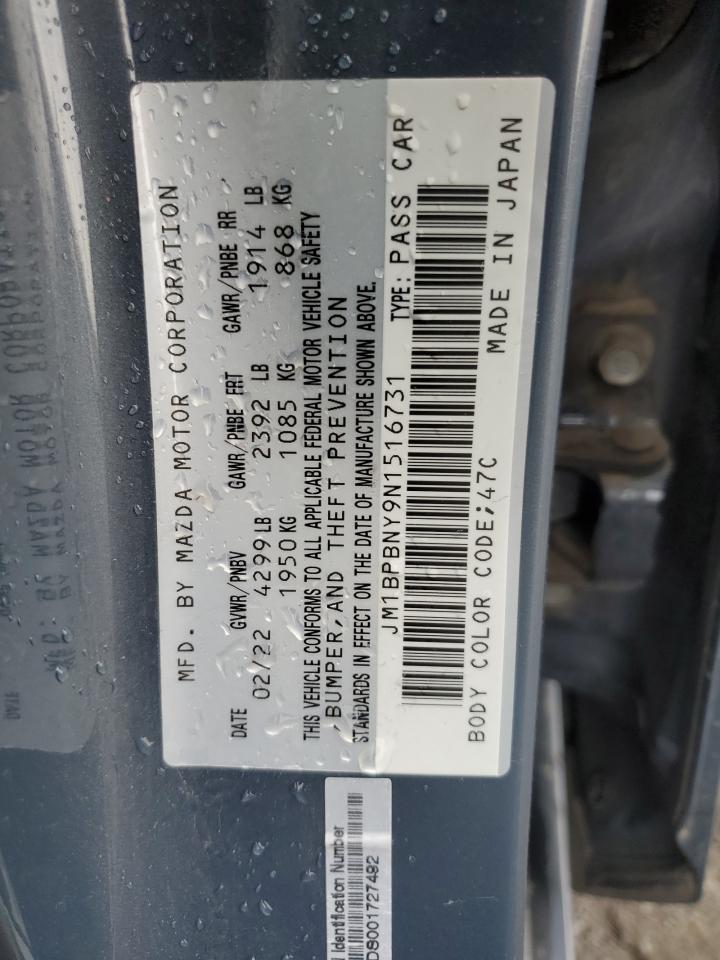 MFD. BY MAZDA MOTOR CORPORATION
DATE GVWR/PNBV GAWR/PNBE FRT GAWR/PNBE RR
02/22 4299 LB 2392 LB 1914 LB
1950 KG 1085 KG 868 KG
THIS VEHICLE CONFORMS TO ALL APPLICABLE FEDERAL MOTOR VEHICLE SAFETY
, BUMPER, AND THEFT PREVENTION
STANDARDS IN EFFECT ON THE DATE OF MANUFACTURE SHOWN ABOVE.
JM1BPBNY9N1516731 TYPE: PASS CAR
BODY COLOR CODE;47C MADE IN JAPAN
Identification Number
D8001727492